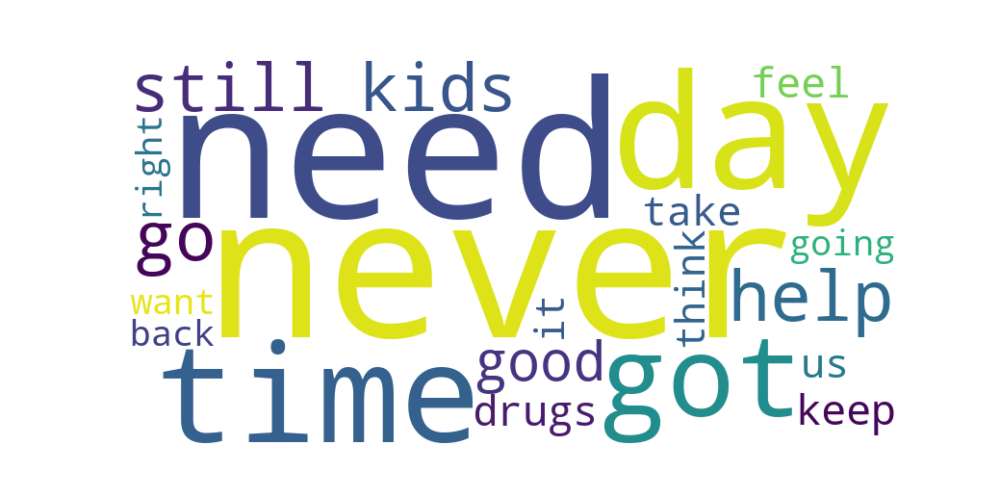 still
kids
feel
need
day
right
take
go
never
think
going
help
want
back
it
time
good
got
us
drugs
keep